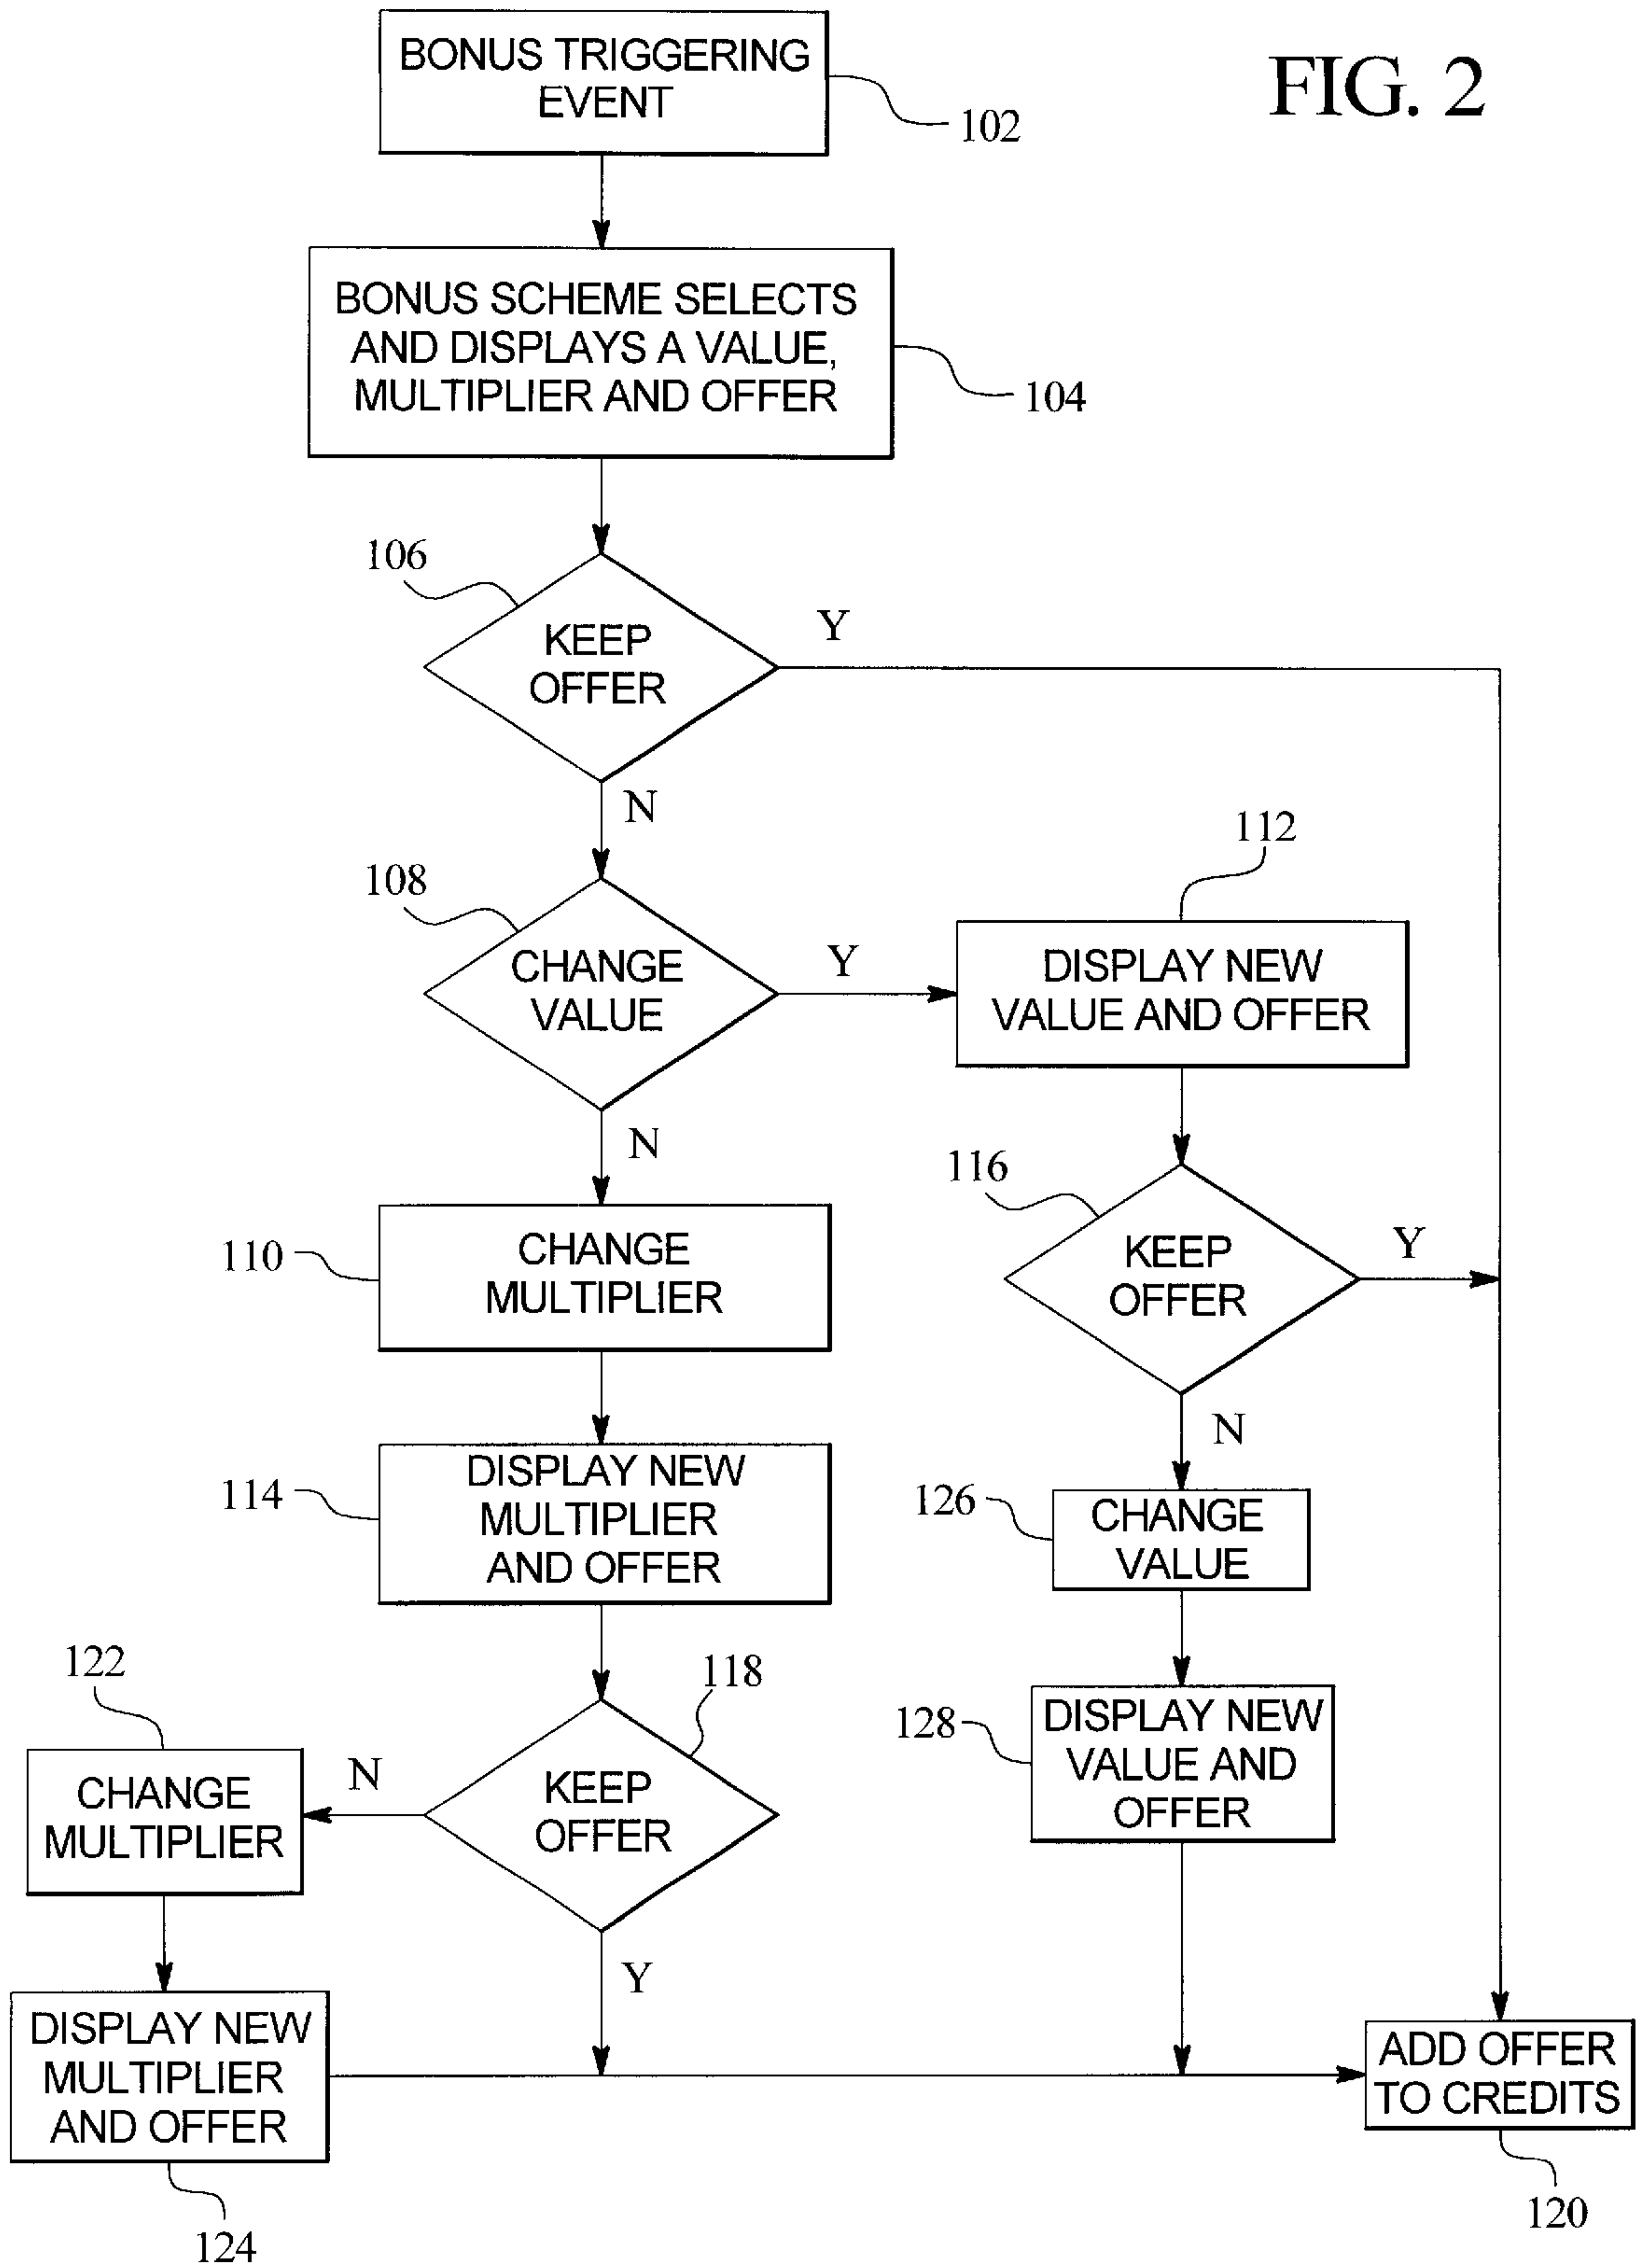 BONUS TRIGGERING
EVENT
102
FIG. 2
BONUS SCHEME SELECTS
AND DISPLAYS A VALUE,
MULTIPLIER AND OFFER
104
106
KEEP
OFFER
Y
N
108
CHANGE
VALUE
Y
112
DISPLAY NEW
VALUE AND OFFER
N
116
KEEP
OFFER
Y
110
CHANGE
MULTIPLIER
N
114
DISPLAY NEW
MULTIPLIER
AND OFFER
126
CHANGE
VALUE
122
118
128
DISPLAY NEW
VALUE AND
OFFER
CHANGE
MULTIPLIER
N
KEEP
OFFER
Y
DISPLAY NEW
MULTIPLIER
AND OFFER
ADD OFFER
TO CREDITS
124
120